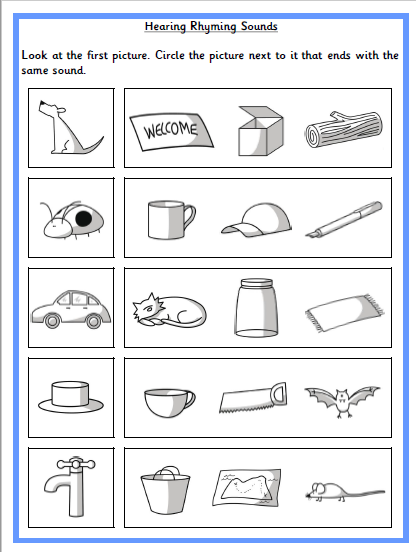 Hearing Rhyming Sounds
Look at the first picture. Circle the picture next to it that ends with the
same sound.
WELCOME